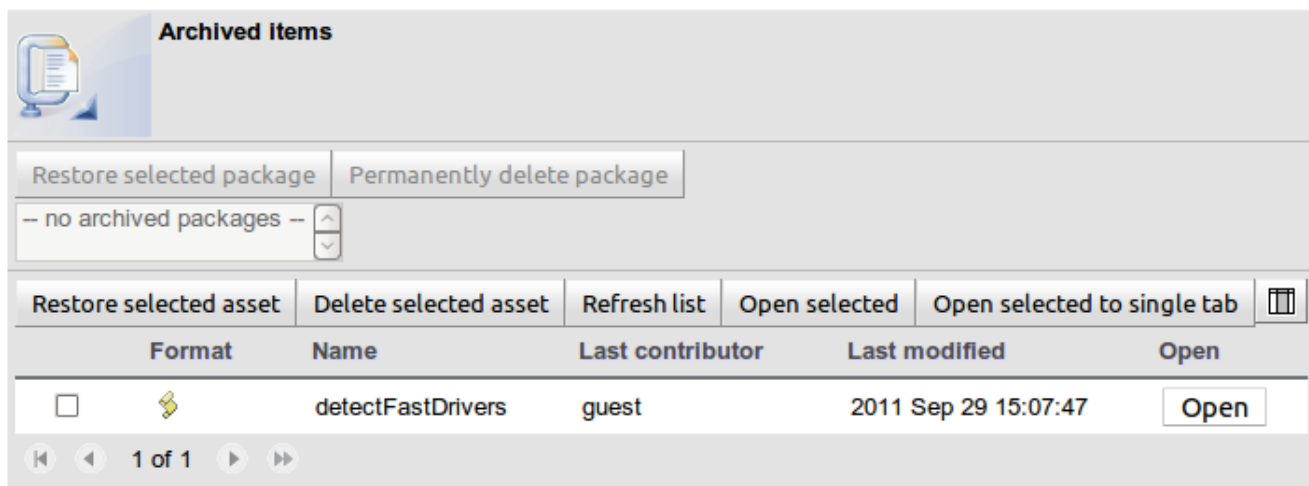 Archived items
Restore selected package Permanently delete package
-- no archived packages --
Restore selected asset Delete selected asset Refresh list Open selected Open selected to single tab
Format Name Last contributor Last modified Open
detectFastDrivers guest 2011 Sep 29 15:07:47 Open
1 of 1